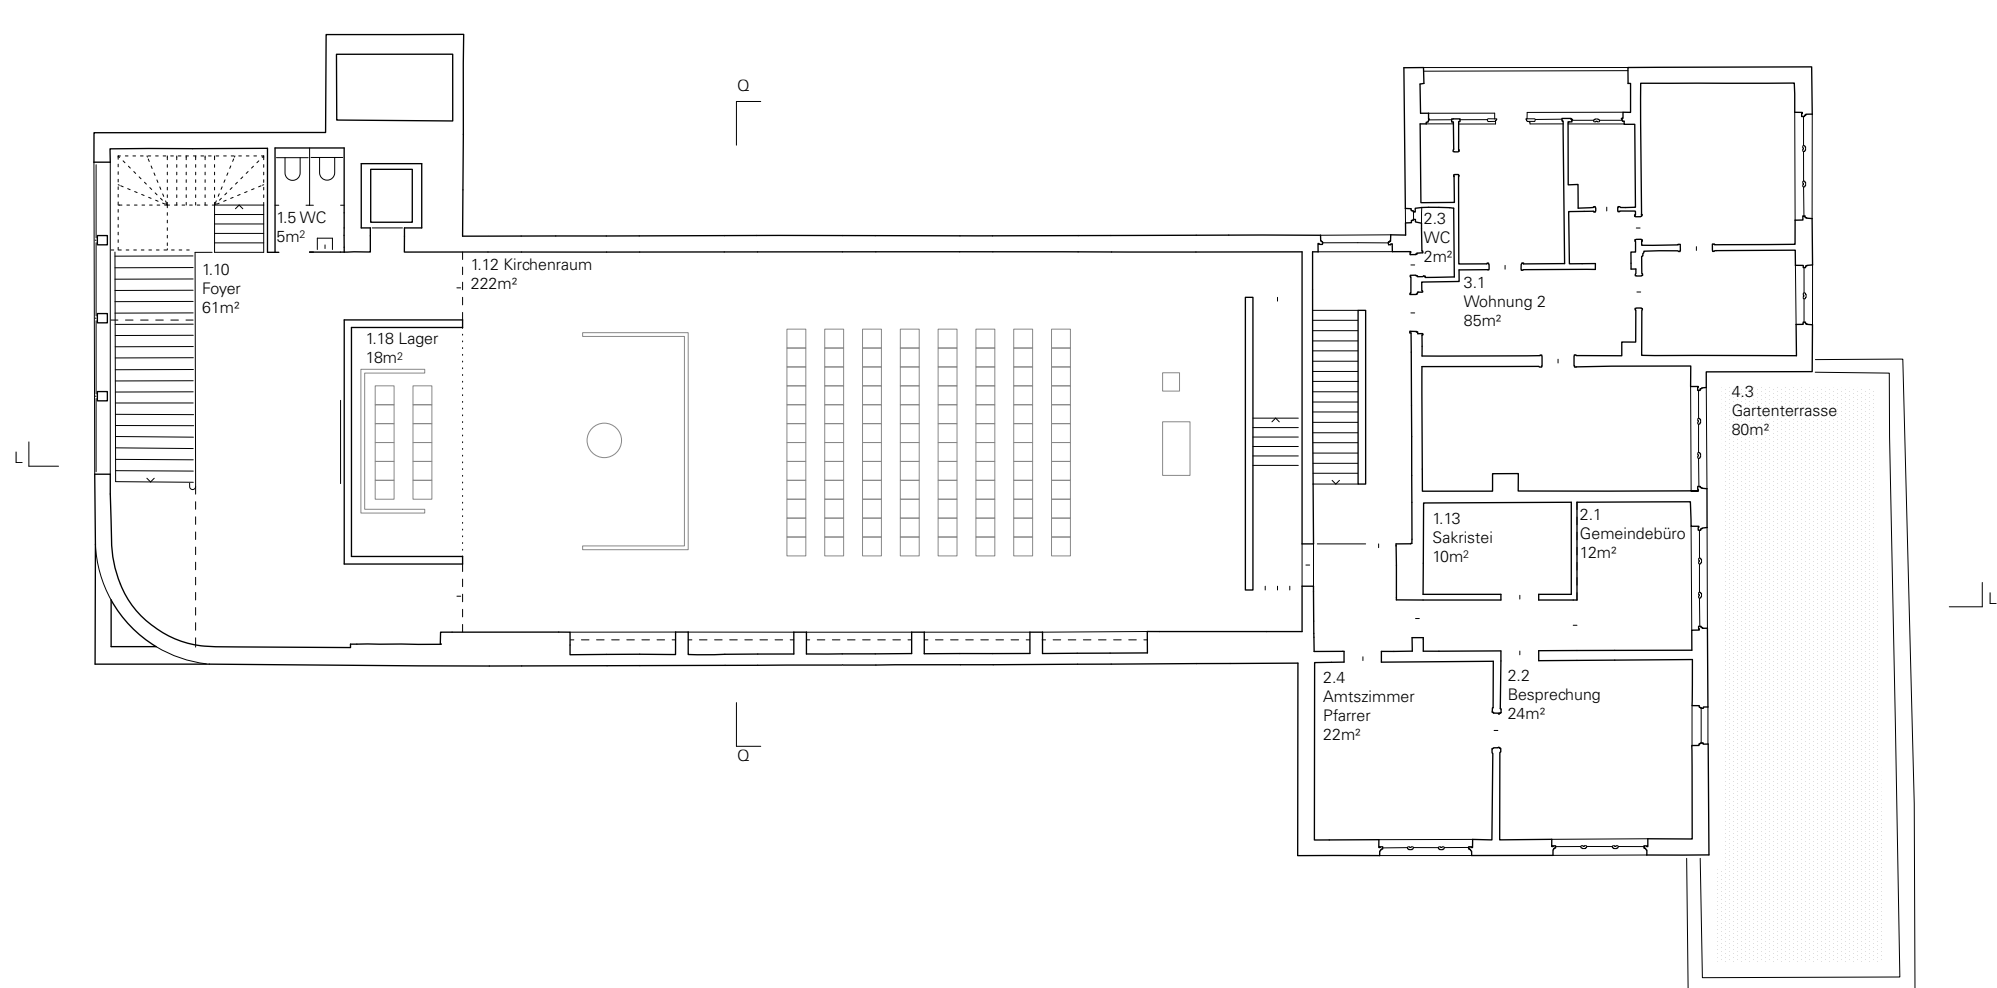 Q
1.5 WC
5m²
1.10
Foyer
61m²
1.12 Kirchenraum
222m²
1.18 Lager
18m²
2.3
WC
2m²
3.1
Wohnung 2
85m²
4.3
Gartenterrasse
80m²
L
1.13
Sakristei
10m²
2.1
Gemeindebüro
12m²
L
2.4
Amtszimmer
Pfarrer
22m²
2.2
Besprechung
24m²
Q